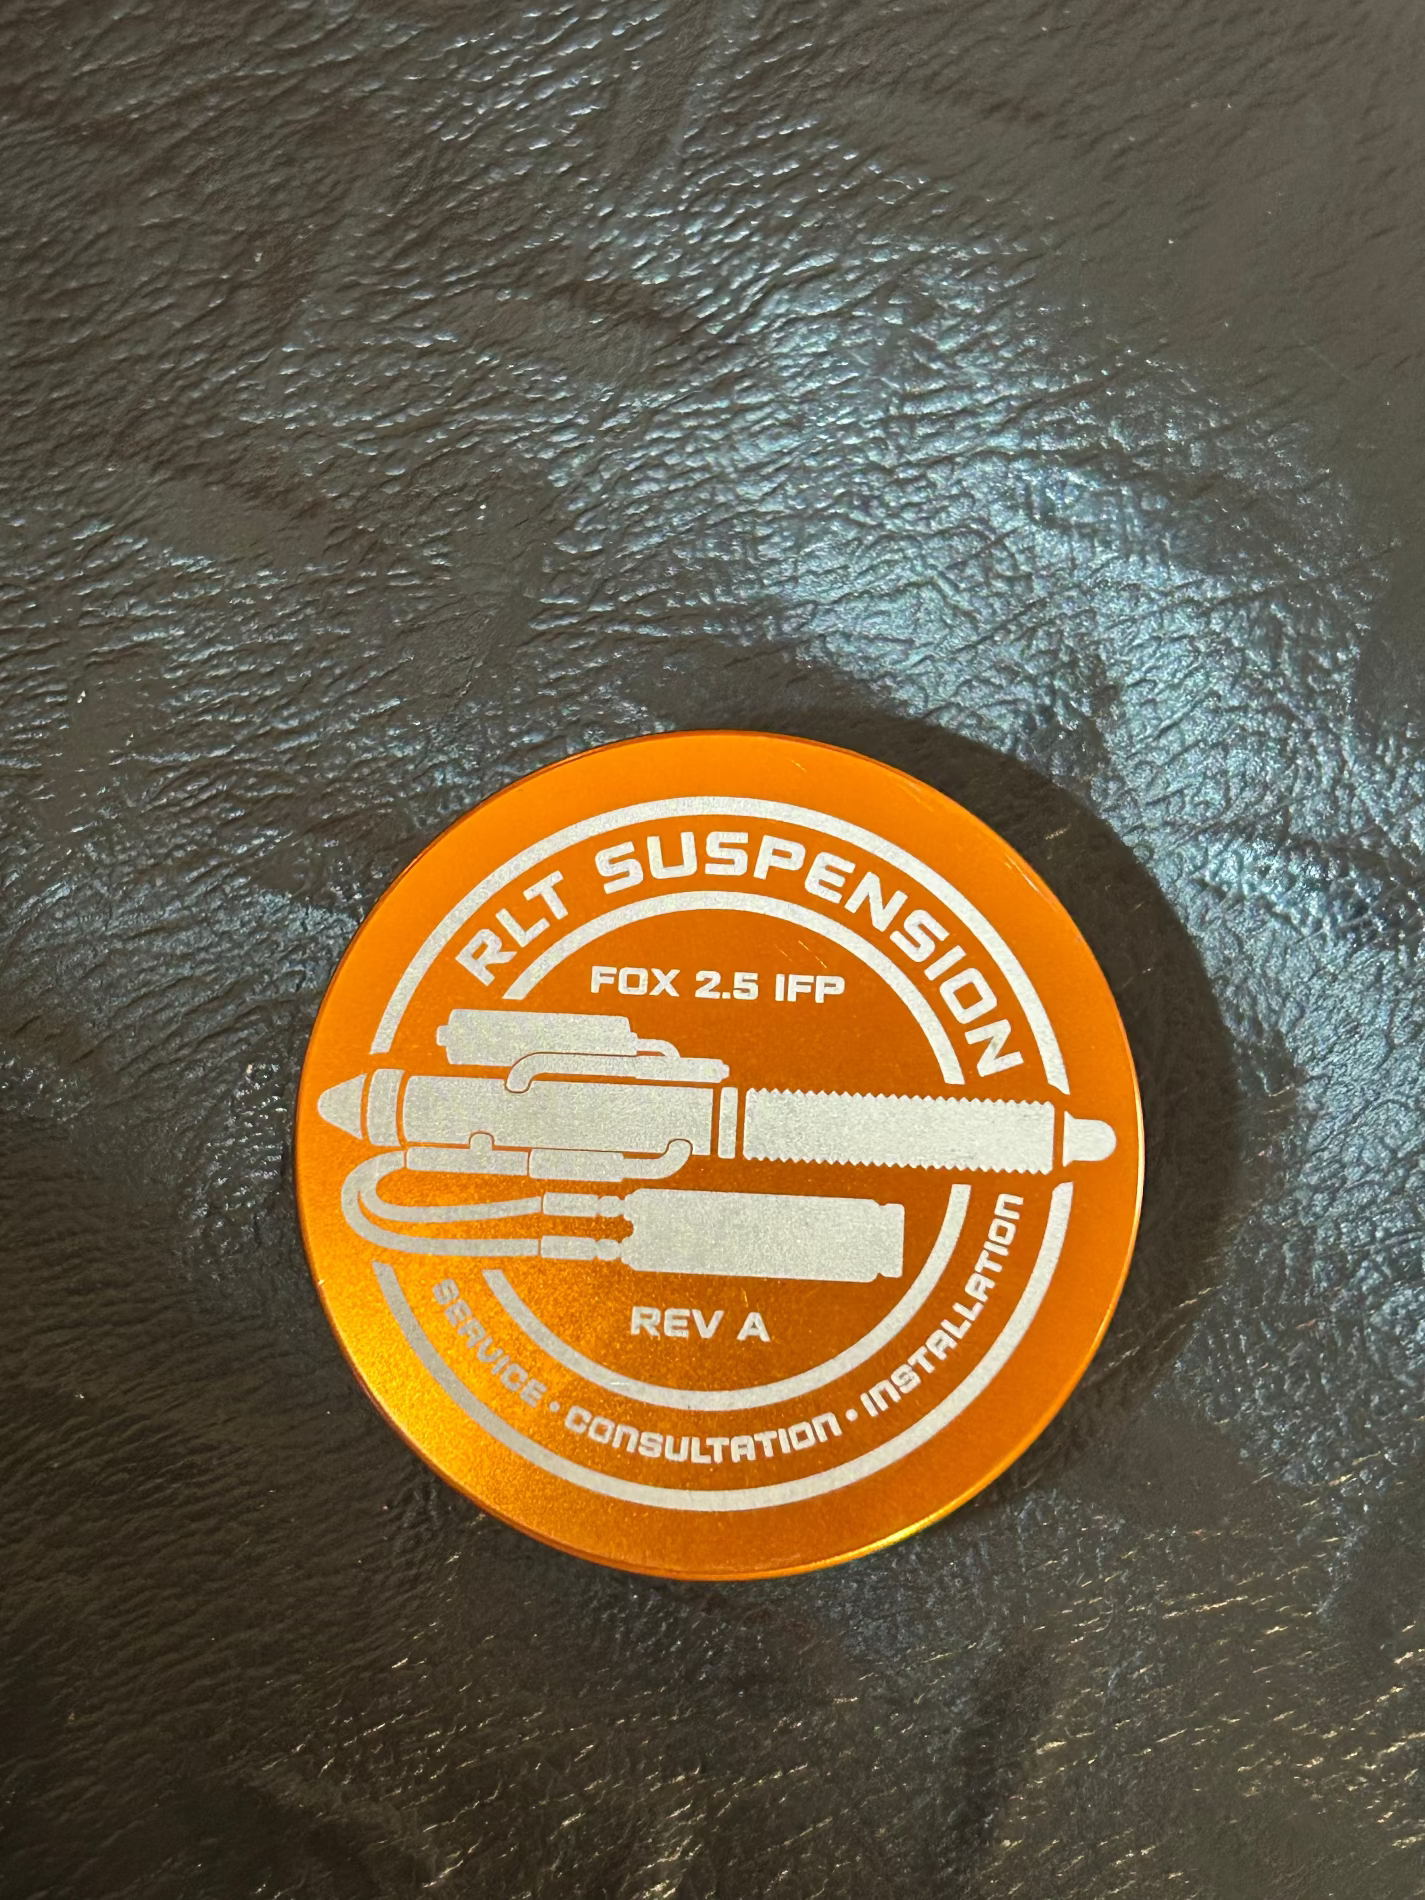 RLT SUSPENSION
FOX 2.5 IFP
REV A
SERVICE • CONSULTATION • INSTALLATION